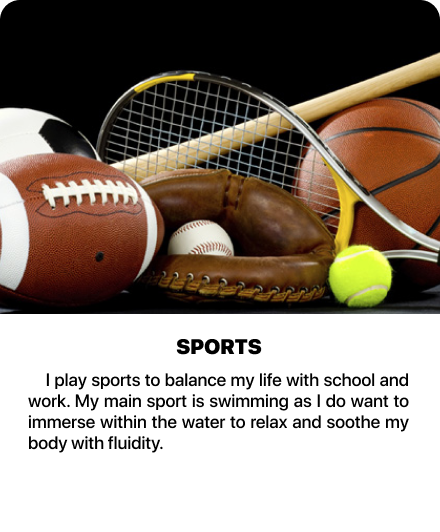 SPORTS
I play sports to balance my life with school and
work. My main sport is swimming as I do want to
immerse within the water to relax and soothe my
body with fluidity.